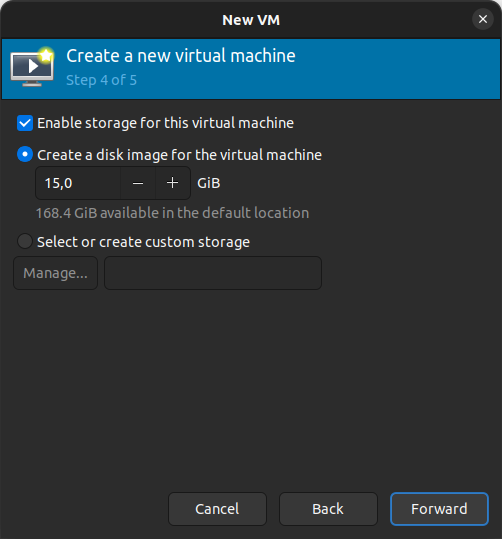 New VM
Create a new virtual machine
Step 4 of 5
Enable storage for this virtual machine
Create a disk image for the virtual machine
15,0 − + GiB
168.4 GiB available in the default location
Select or create custom storage
Manage...
Cancel Back Forward